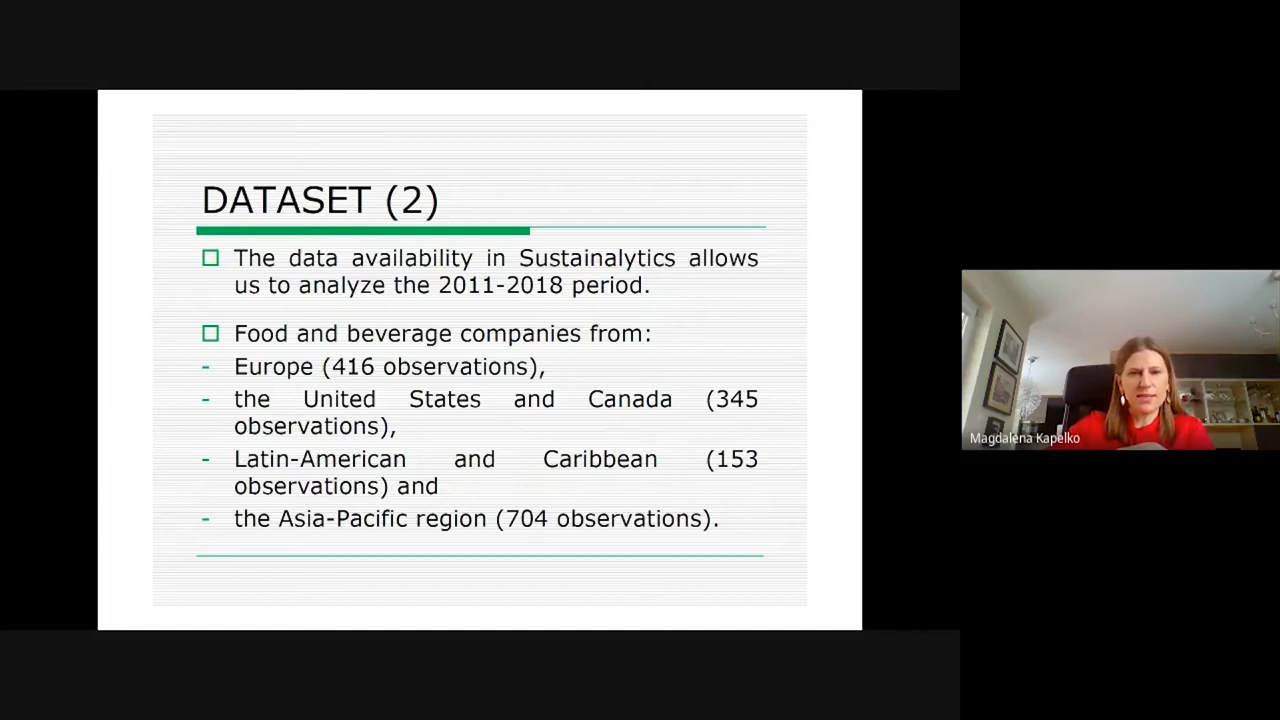 DATASET (2)
The data availability in Sustainalytics allows
us to analyze the 2011-2018 period.
Food and beverage companies from:
- Europe (416 observations),
- the United States and Canada (345
observations),
- Latin-American and Caribbean (153
observations) and
- the Asia-Pacific region (704 observations).
Magdalena Kapelko